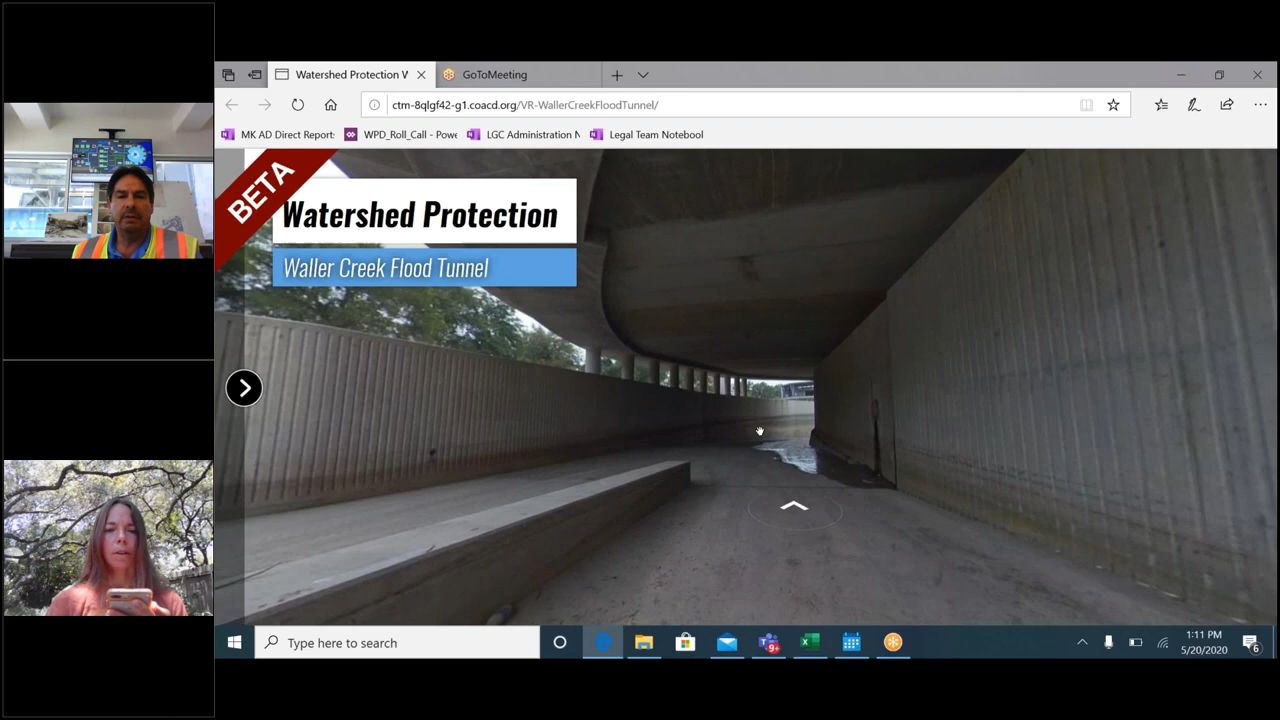 Watershed Protection W
GoToMeeting
ctm-8qlgf42-g1.coacd.org/VR-WallerCreekFloodTunnel/
MK AD Direct Report:
WPD_Roll_Call - Powe
LGC Administration N
Legal Team Notebool
BETA
Watershed Protection
Waller Creek Flood Tunnel
Type here to search
9+
1:11 PM
5/20/2020
6